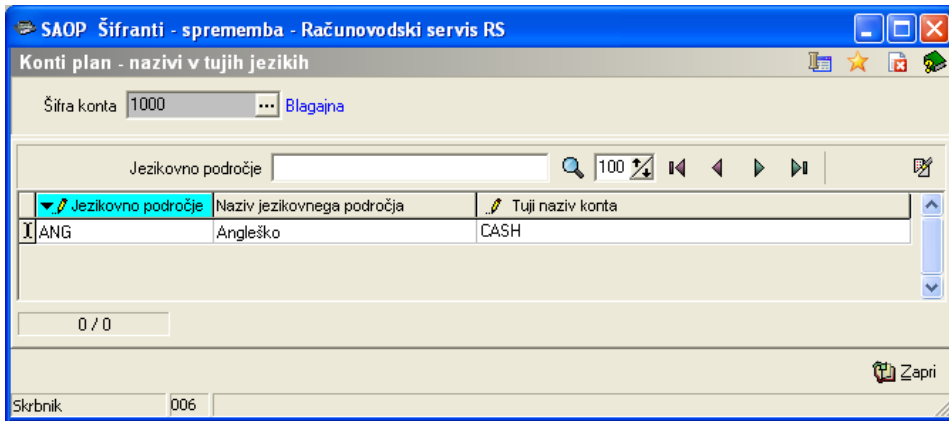 SAOP Šifranti - sprememba - Računovodski servis RS
Konti plan - nazivi v tujih jezikih
Šifra konta 1000 ... Blagajna
Jezikovno področje 100
Jezikovno področje Naziv jezikovnega področja Tuji naziv konta
ANG Angleško CASH
0 / 0
Zapri
Skrbnik 006